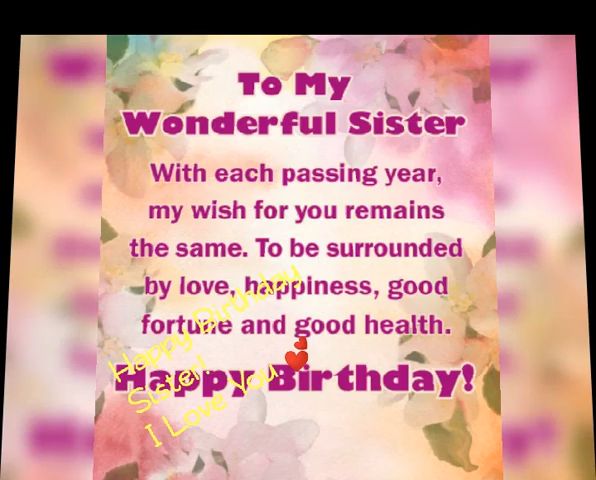 To My
Wonderful Sister
With each passing year,
my wish for you remains
the same. To be surrounded
by love, happiness, good
fortune and good health.
Happy Birthday!
Happy Birthday
Sister!
I Love You 💕